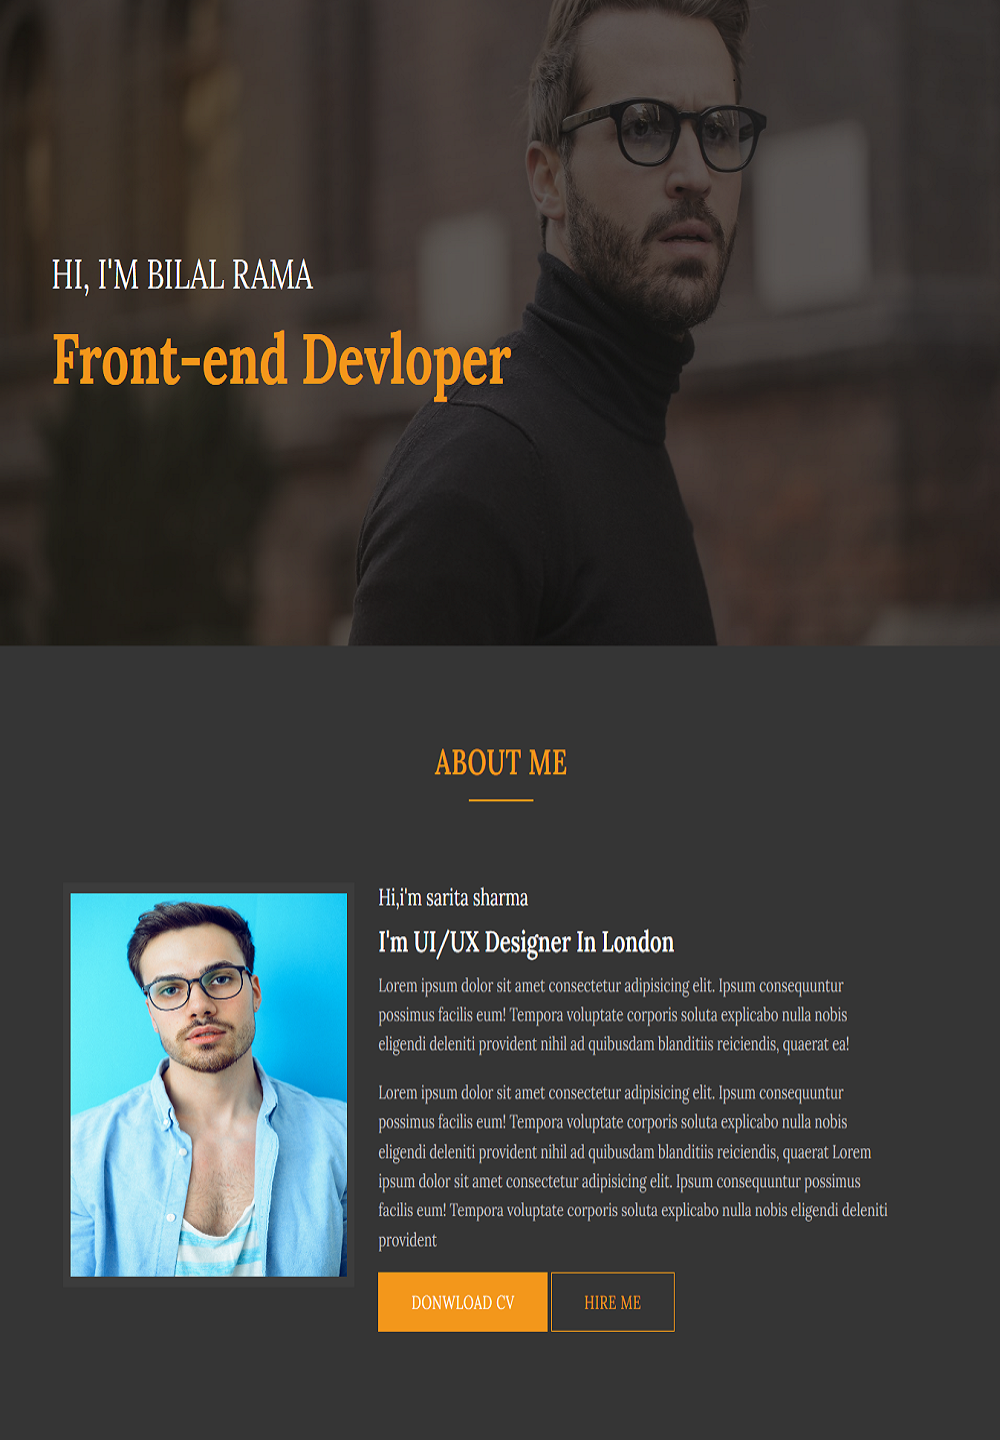 HI, I'M BILAL RAMA
Front-end Devloper
ABOUT ME
Hi,i'm sarita sharma
I'm UI/UX Designer In London
Lorem ipsum dolor sit amet consectetur adipisicing elit. Ipsum consequuntur
possimus facilis eum! Tempora voluptate corporis soluta explicabo nulla nobis
eligendi deleniti provident nihil ad quibusdam blanditiis reiciendis, quaerat ea!
Lorem ipsum dolor sit amet consectetur adipisicing elit. Ipsum consequuntur
possimus facilis eum! Tempora voluptate corporis soluta explicabo nulla nobis
eligendi deleniti provident nihil ad quibusdam blanditiis reiciendis, quaerat Lorem
ipsum dolor sit amet consectetur adipisicing elit. Ipsum consequuntur possimus
facilis eum! Tempora voluptate corporis soluta explicabo nulla nobis eligendi deleniti
provident
DONWLOAD CV
HIRE ME